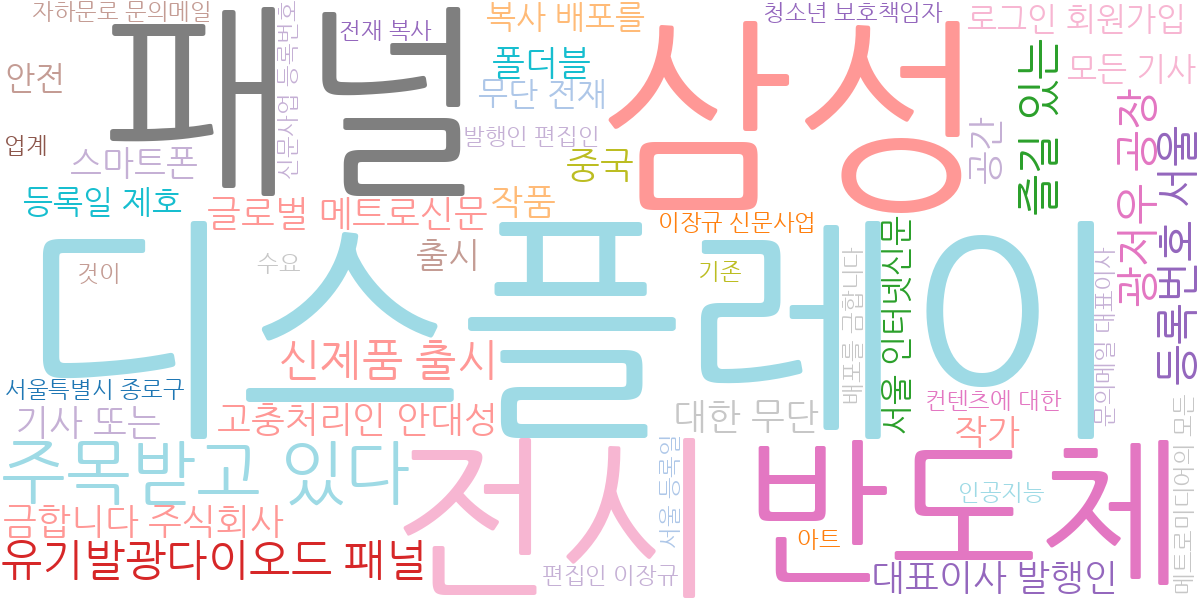 자하문로 문의메일
신문사업 등록번호
전재 복사
복사 배포를
청소년 보호책임자
로그인 회원가입
안전
패널
폴더블
삼성
즐길 있는
모든 기사
무단 전재
업계
스마트폰
발행인 편집인
중국
공간
광저우 공장
등록번호 서울
등록일 제호
글로벌 메트로신문
작품
이장규 신문사업
디스플레이
것이
수요
출시
기존
배포를 금합니다
서울 인터넷신문
문의메일 대표이사
신제품 출시
서울특별시 종로구
기사 또는
고충처리인 안대성
대한 무단
컨텐츠에 대한
작가
메트로미디어의 모든
주목받고 있다
전시
서울 등록일
반도체
인공지능
금합니다 주식회사
아트
유기발광다이오드 패널
편집인 이장규
대표이사 발행인